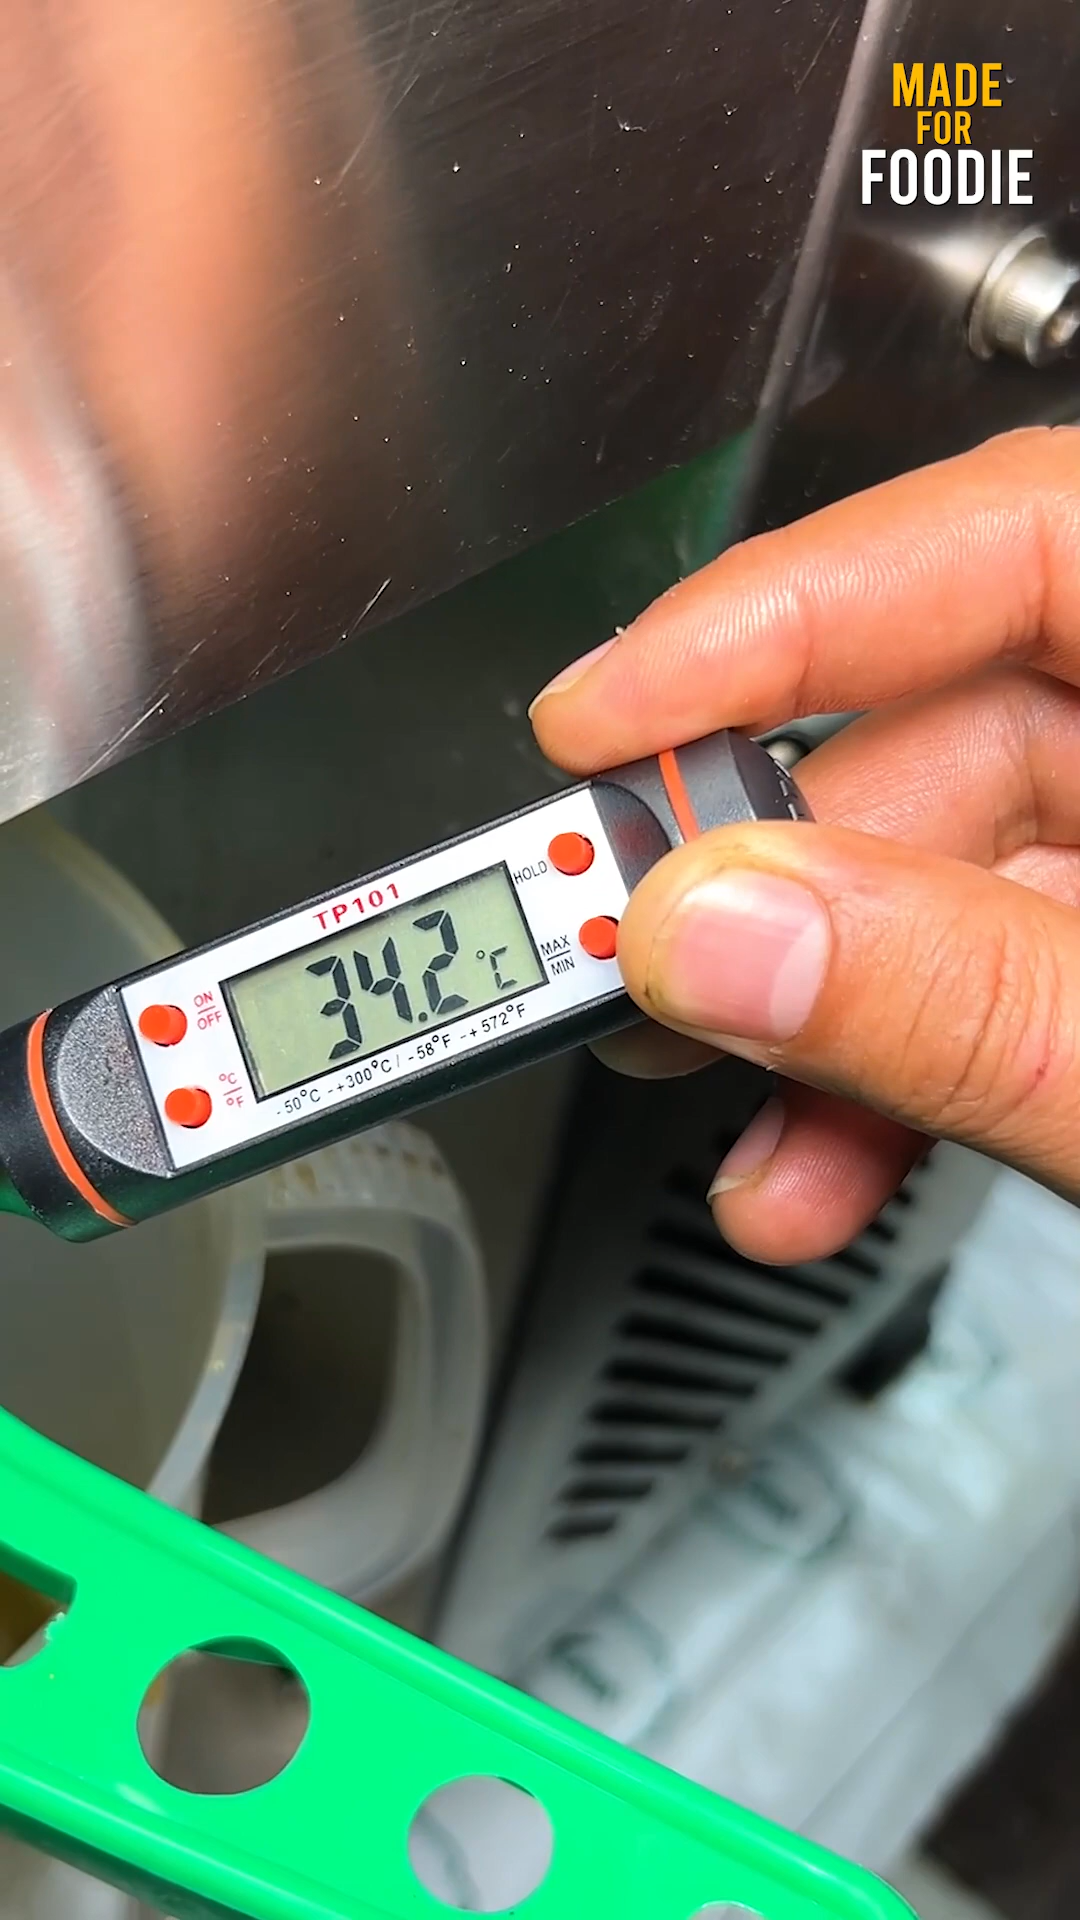 MADE
FOR
FOODIE
TP101
HOLD
MAX
MIN
ON
OFF
°C
°F
34.2 °C
-50°C -+300°C / -58°F -+572°F